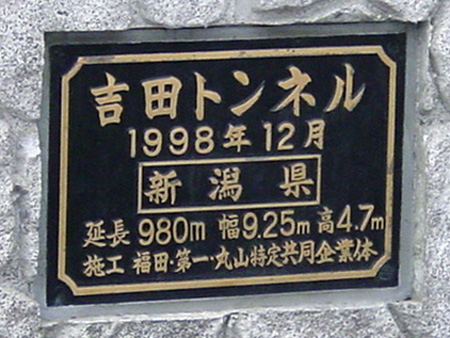 吉田トンネル
1998年12月
新潟県
延長980m 幅9.25m 高4.7m
施工 福田・第一・丸山特定共同企業体